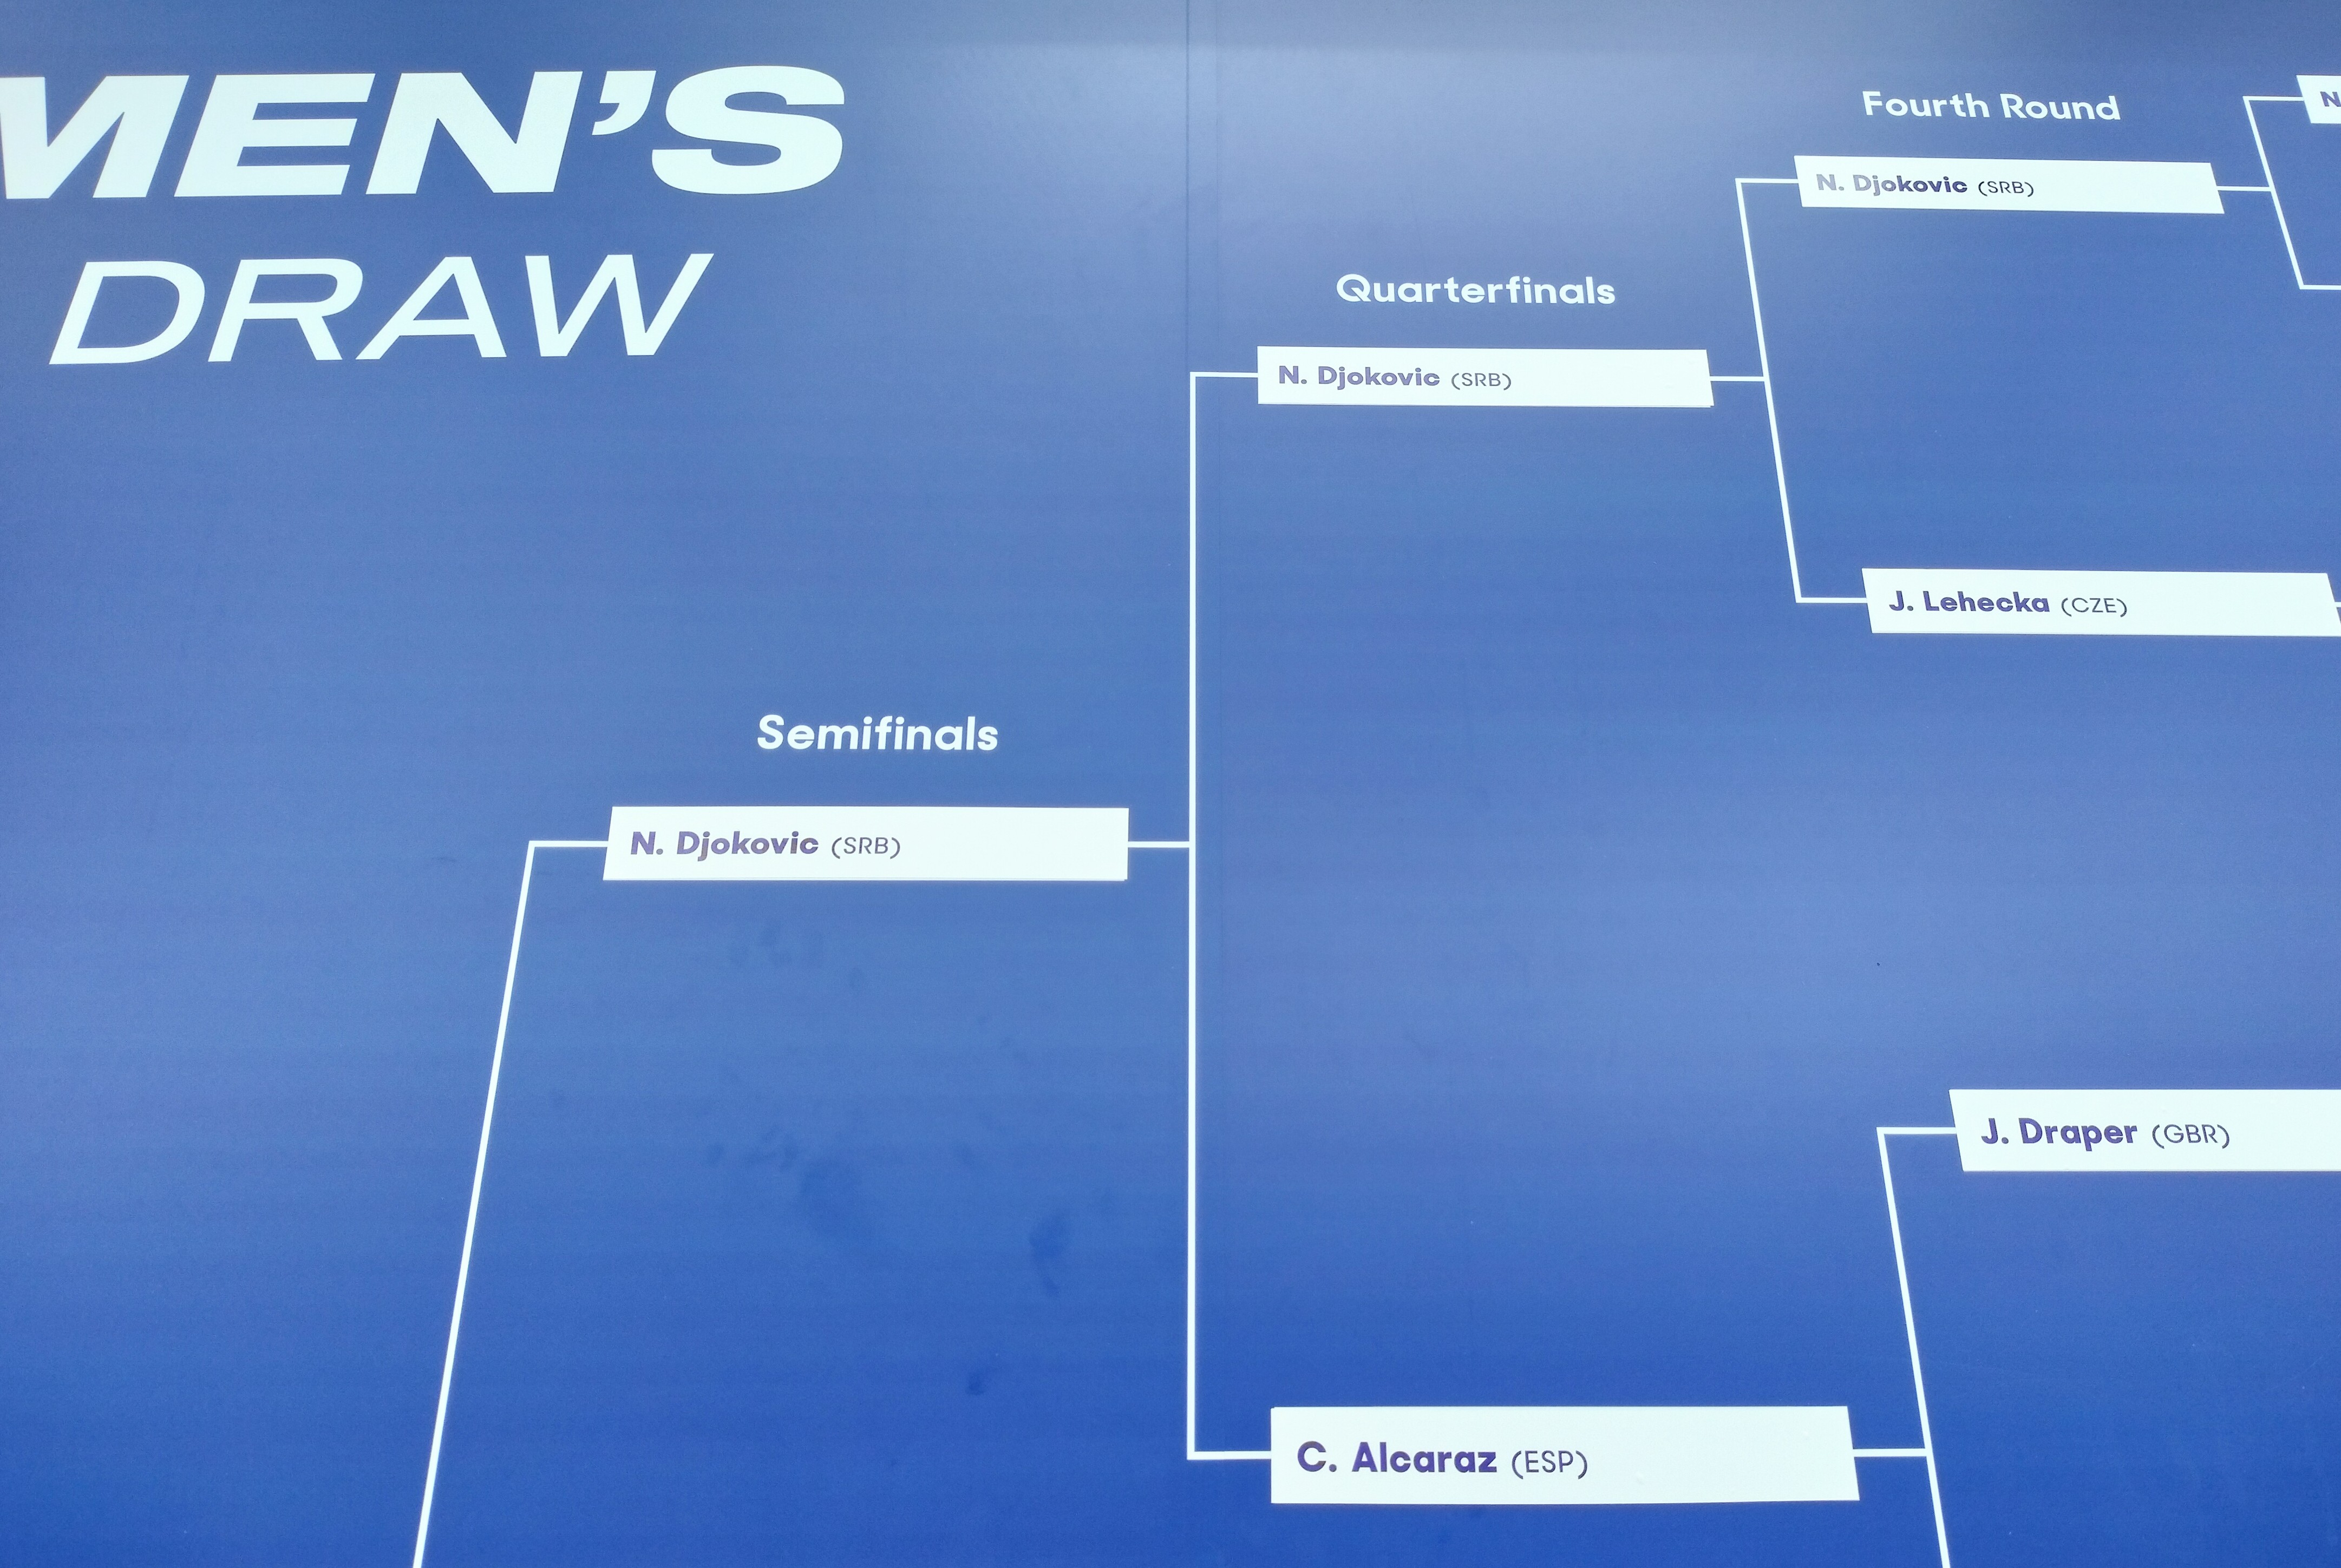 MEN'S
DRAW
Fourth Round
N. Djokovic (SRB)
Quarterfinals
N. Djokovic (SRB)
J. Lehecka (CZE)
Semifinals
N. Djokovic (SRB)
J. Draper (GBR)
C. Alcaraz (ESP)